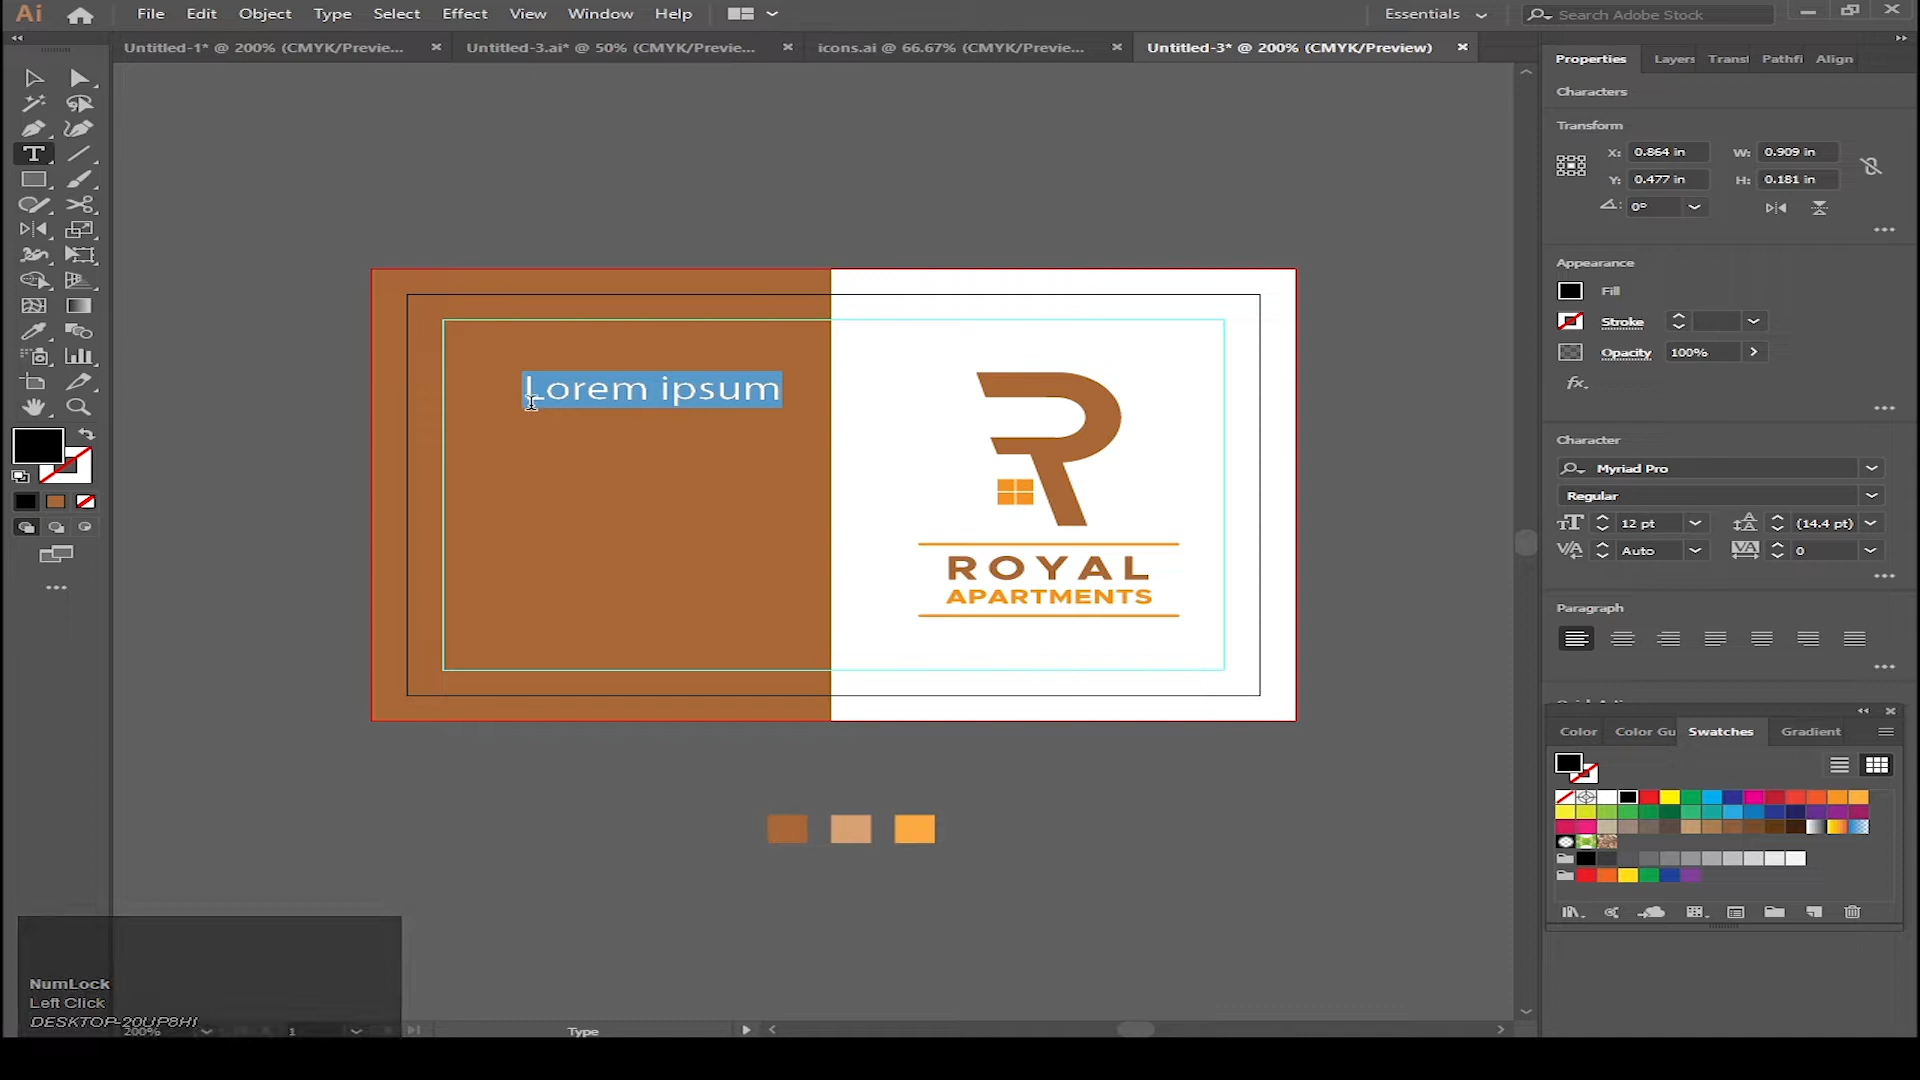 Ai File Edit Object Type Select Effect View Window Help Essentials Search Adobe Stock
Untitled-1* @ 200% (CMYK/Previe... Untitled-3.ai* @ 50% (CMYK/Previe... icons.ai @ 66.67% (CMYK/Previe... Untitled-3* @ 200% (CMYK/Preview)
Properties Layers Transf Pathfi Align
Characters
Transform
X: 0.864 in W: 0.909 in
Y: 0.477 in H: 0.181 in
0°
Appearance
Fill
Stroke
Opacity 100%
fx.
Lorem ipsum
R
ROYAL
APARTMENTS
Character
Myriad Pro
Regular
12 pt (14.4 pt)
Auto 0
Paragraph
Color Color Gu Swatches Gradient
NumLock
Left Click
DESKTOP-20UP8HI
200% 1 Type